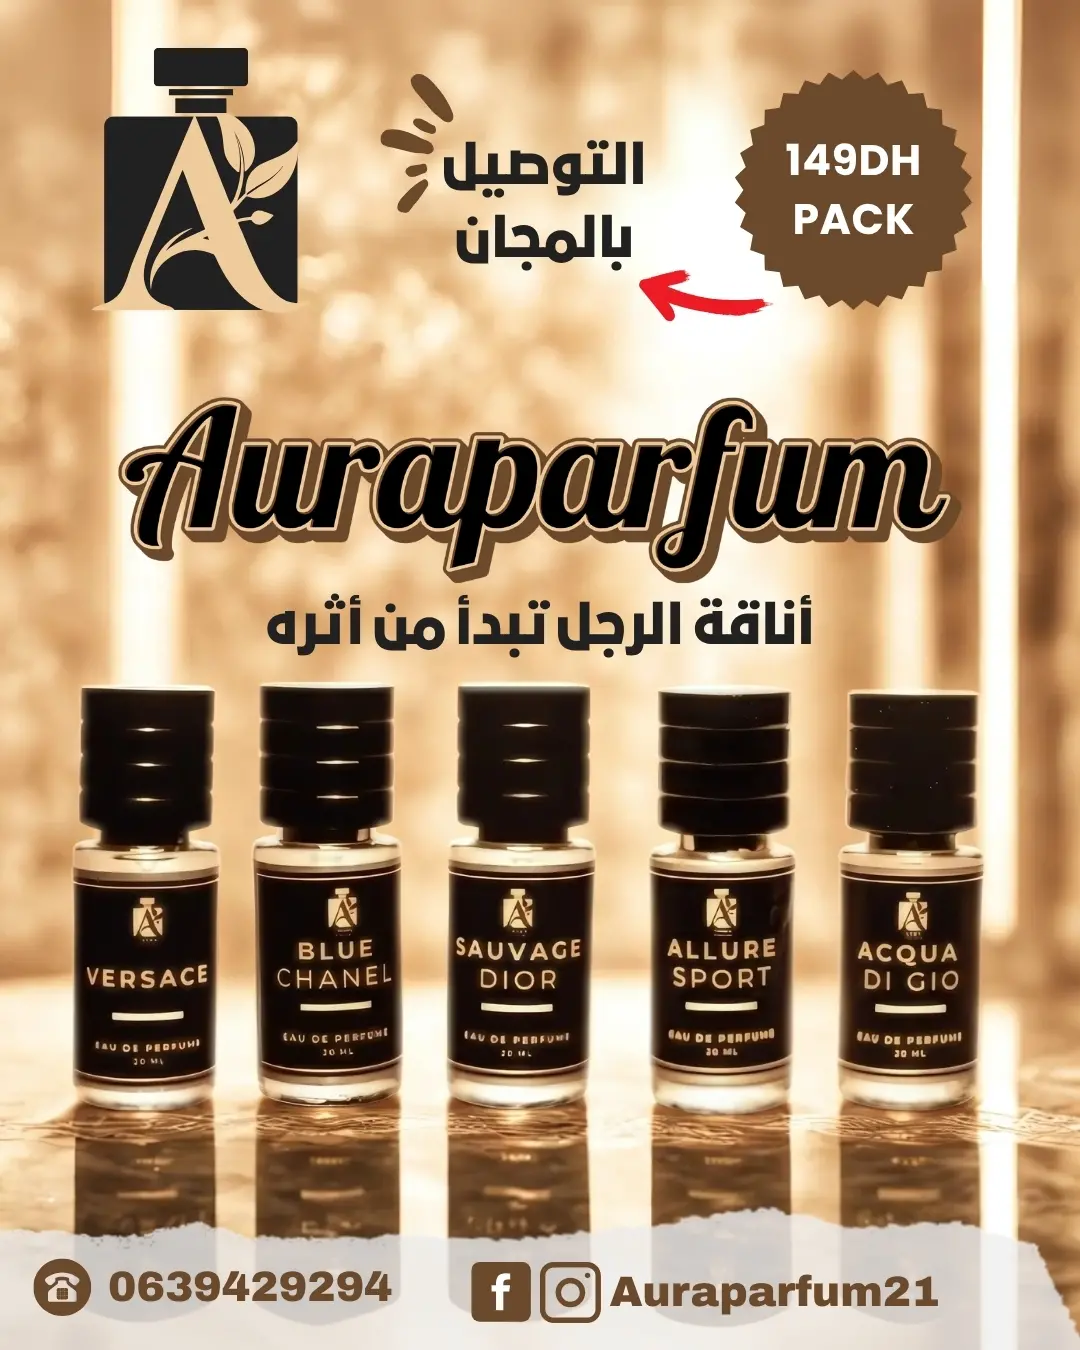 التوصيل
بالمجان
149DH
PACK
Auraparfum
أناقة الرجل تبدأ من أثره
VERSACE
EAU DE PERFUME
30 ML
BLUE
CHANEL
EAU DE PERFUME
30 ML
SAUVAGE
DIOR
EAU DE PERFUME
30 ML
ALLURE
SPORT
EAU DE PERFUME
30 ML
ACQUA
DI GIO
EAU DE PERFUME
30 ML
0639429294
Auraparfum21